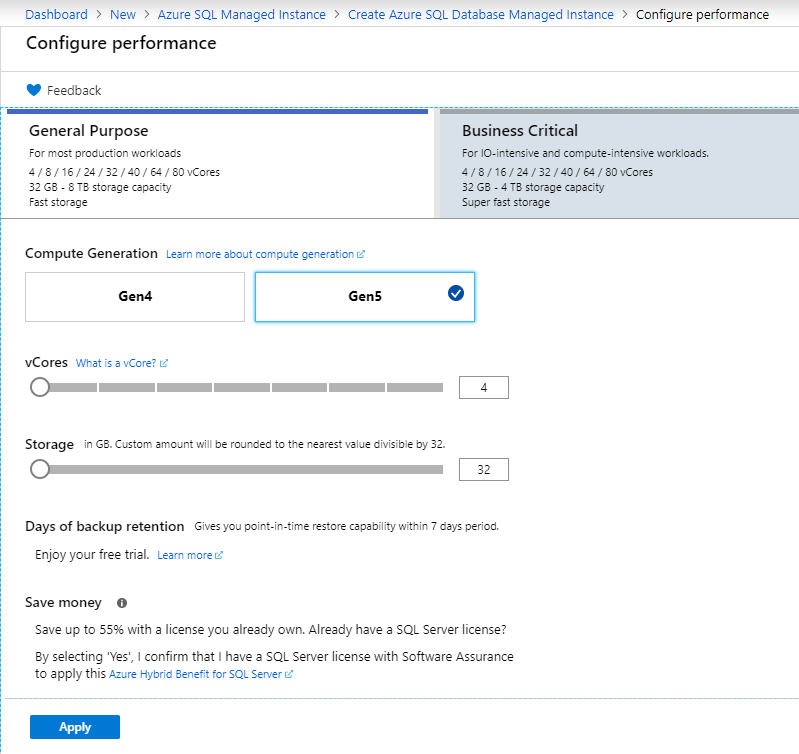 Dashboard > New > Azure SQL Managed Instance > Create Azure SQL Database Managed Instance > Configure performance
Configure performance
Feedback
General Purpose
For most production workloads
4 / 8 / 16 / 24 / 32 / 40 / 64 / 80 vCores
32 GB - 8 TB storage capacity
Fast storage
Business Critical
For IO-intensive and compute-intensive workloads.
4 / 8 / 16 / 24 / 32 / 40 / 64 / 80 vCores
32 GB - 4 TB storage capacity
Super fast storage
Compute Generation Learn more about compute generation
Gen4 Gen5
vCores What is a vCore?
4
Storage in GB. Custom amount will be rounded to the nearest value divisible by 32.
32
Days of backup retention Gives you point-in-time restore capability within 7 days period.
Enjoy your free trial. Learn more
Save money
Save up to 55% with a license you already own. Already have a SQL Server license?
By selecting 'Yes', I confirm that I have a SQL Server license with Software Assurance
to apply this Azure Hybrid Benefit for SQL Server
Apply